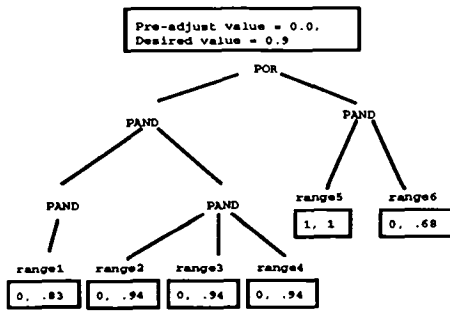 Pre-adjust value = 0.0,
Desired value = 0.9
POR
PAND
PAND
PAND
PAND
range5
range6
1, 1
0, .68
range1
range2
range3
range4
0, .83
0, .94
0, .94
0, .94